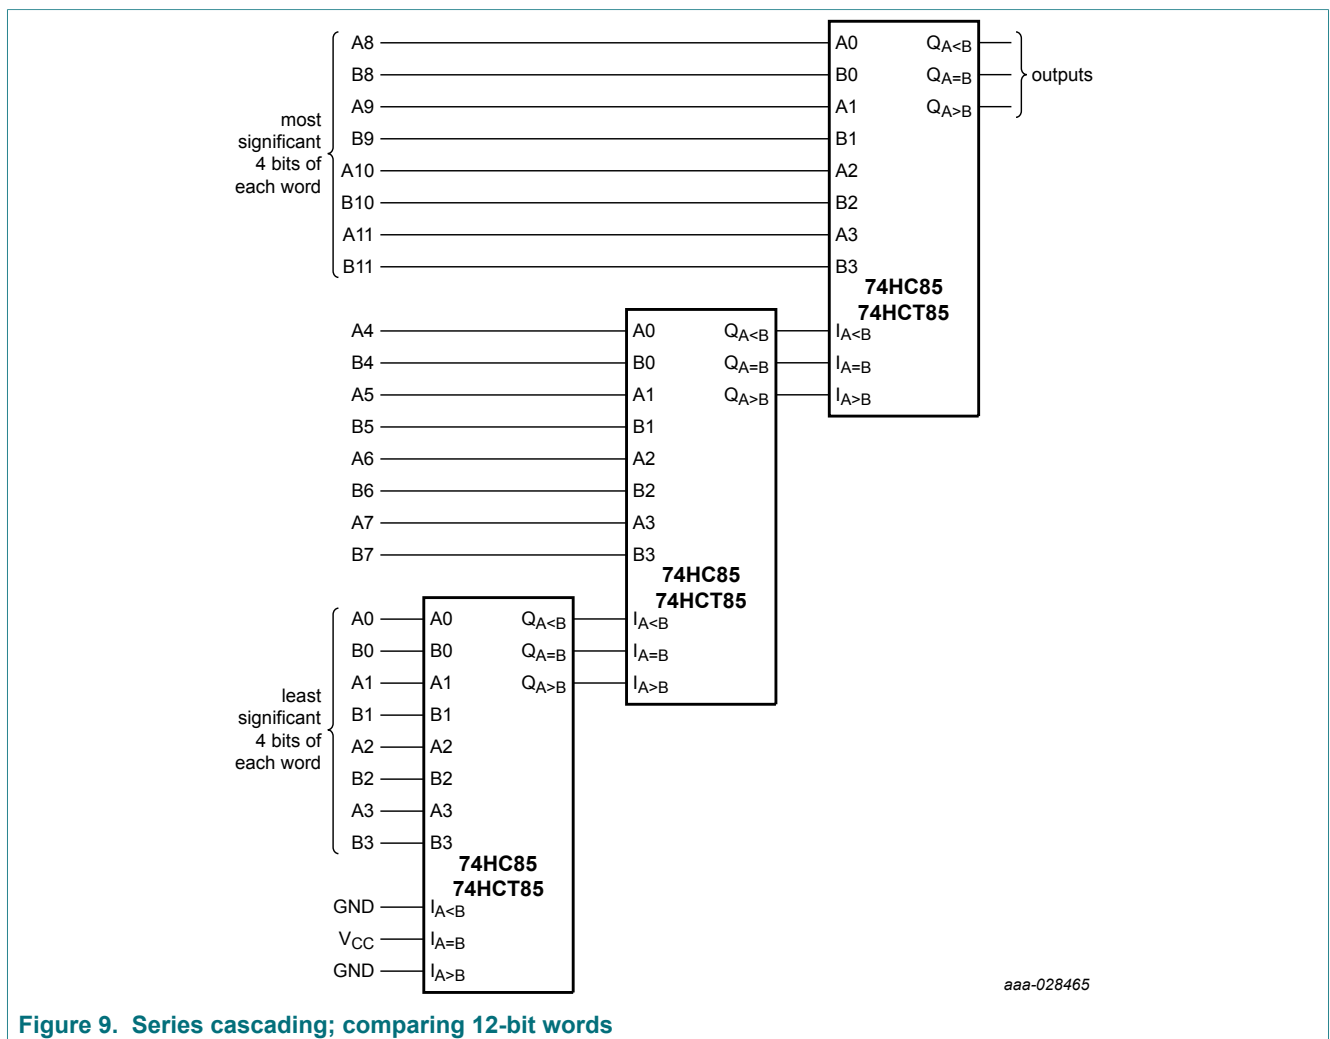 A8 A0 QA<B
B8 B0 QA=B outputs
A9 A1 QA>B
most
significant
4 bits of
each word
B9 B1
A10 A2
B10 B2
A11 A3
B11 B3
74HC85
74HCT85
A4 A0 QA<B IA<B
B4 B0 QA=B IA=B
A5 A1 QA>B IA>B
B5 B1
A6 A2
B6 B2
A7 A3
B7 B3
74HC85
74HCT85
A0 A0 QA<B IA<B
B0 B0 QA=B IA=B
A1 A1 QA>B IA>B
least
significant
4 bits of
each word
B1 B1
A2 A2
B2 B2
A3 A3
B3 B3
74HC85
74HCT85
GND IA<B
VCC IA=B
GND IA>B
aaa-028465
Figure 9. Series cascading; comparing 12-bit words